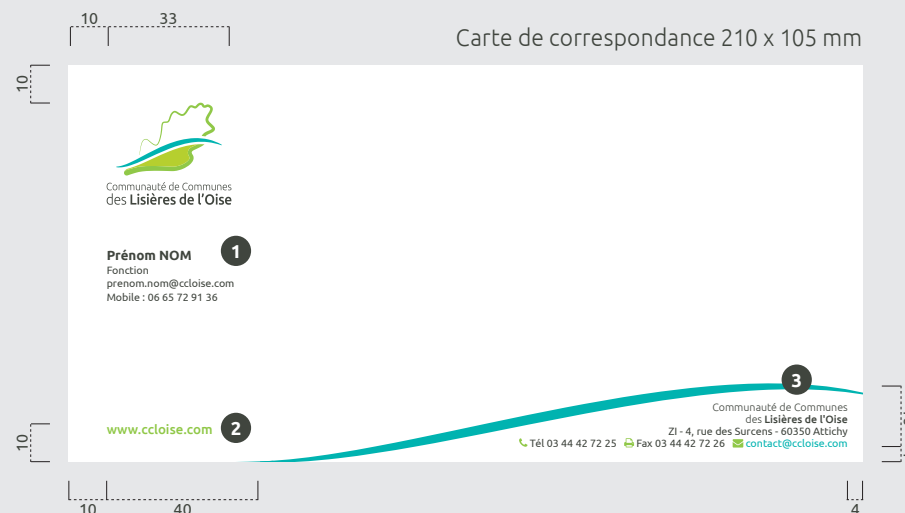 10 33
Carte de correspondance 210 x 105 mm
10
Communauté de Communes
des Lisières de l'Oise
1
Prénom NOM
Fonction
prenom.nom@ccloise.com
Mobile : 06 65 72 91 36
3
Communauté de Communes
des Lisières de l'Oise
ZI - 4, rue des Surcens - 60350 Attichy
Tél 03 44 42 72 25 Fax 03 44 42 72 26 contact@ccloise.com
www.ccloise.com 2
10
10 40 4